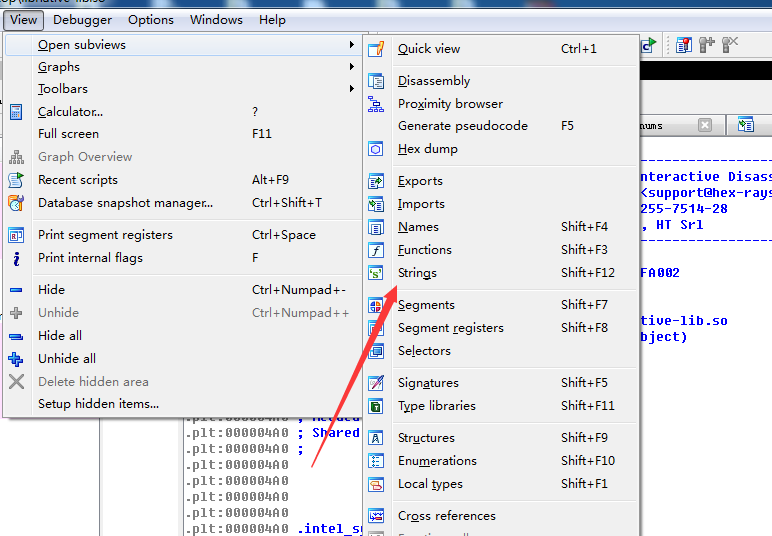 View Debugger Options Windows Help
Open subviews
Graphs
Toolbars
Calculator... ?
Full screen F11
Graph Overview
Recent scripts Alt+F9
Database snapshot manager... Ctrl+Shift+T
Print segment registers Ctrl+Space
Print internal flags F
Hide Ctrl+Numpad+-
Unhide Ctrl+Numpad++
Hide all
Unhide all
Delete hidden area
Setup hidden items...
Quick view Ctrl+1
Disassembly
Proximity browser
Generate pseudocode F5
Hex dump
Exports
Imports
Names Shift+F4
Functions Shift+F3
Strings Shift+F12
Segments Shift+F7
Segment registers Shift+F8
Selectors
Signatures Shift+F5
Type libraries Shift+F11
Structures Shift+F9
Enumerations Shift+F10
Local types Shift+F1
Cross references
nums
nteractive Disas
<support@hex-rays
255-7514-28
, HT Srl
FA002
tive-lib.so
bject)
.plt:000004A0 ;
.plt:000004A0 ; Shared
.plt:000004A0 ;
.plt:000004A0
.plt:000004A0
.plt:000004A0
.plt:000004A0 .intel_sy